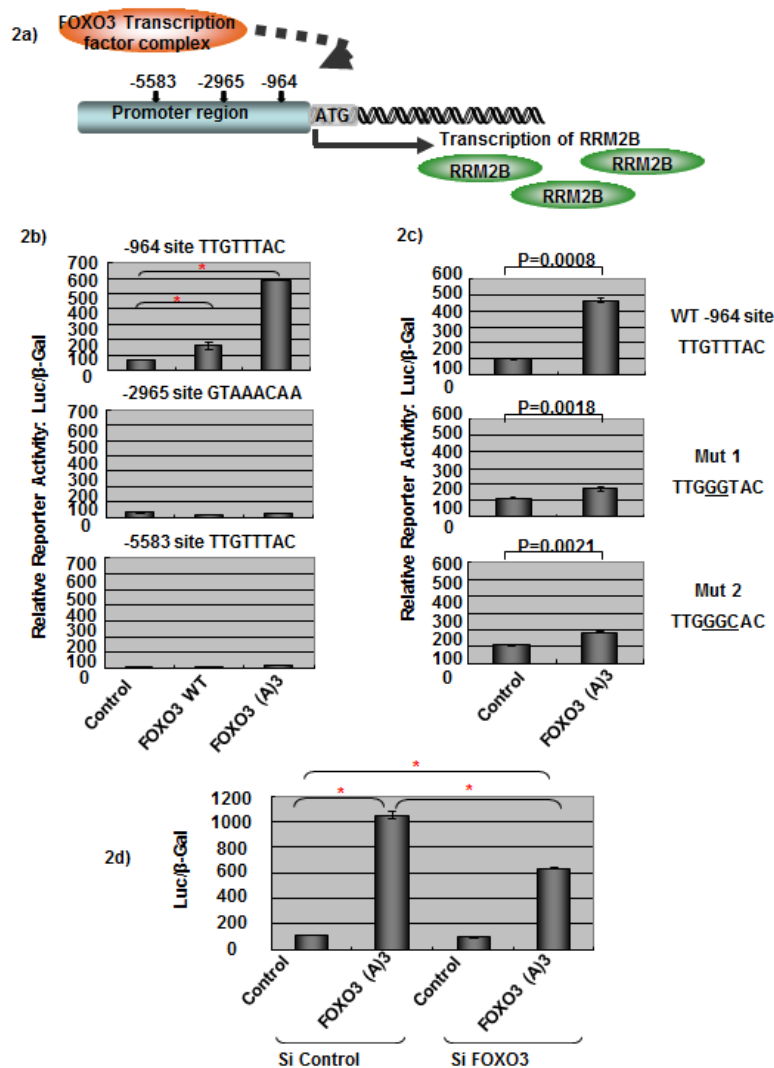 2a)
FOXO3 Transcription
factor complex
-5583 -2965 -964
Promoter region
ATG
Transcription of RRM2B
RRM2B
RRM2B
RRM2B
2b)
-964 site TTGTTTAC
Relative Reporter Activity: Luc/β-Gal
700
600
500
400
300
200
100
0
*
*
-2965 site GTAAACAA
700
600
500
400
300
200
100
0
-5583 site TTGTTTAC
700
600
500
400
300
200
100
0
Control
FOXO3 WT
FOXO3 (A)3
2c)
Relative Reporter Activity: Luc/β-Gal
P=0.0008
600
500
400
300
200
100
0
WT -964 site
TTGTTTAC
P=0.0018
600
500
400
300
200
100
0
Mut 1
TTGGGTAC
P=0.0021
600
500
400
300
200
100
0
Mut 2
TTGGGCAC
Control
FOXO3 (A)3
2d)
Luc/β-Gal
*
*
*
1200
1000
800
600
400
200
0
Control
FOXO3 (A)3
Control
FOXO3 (A)3
Si Control
Si FOXO3